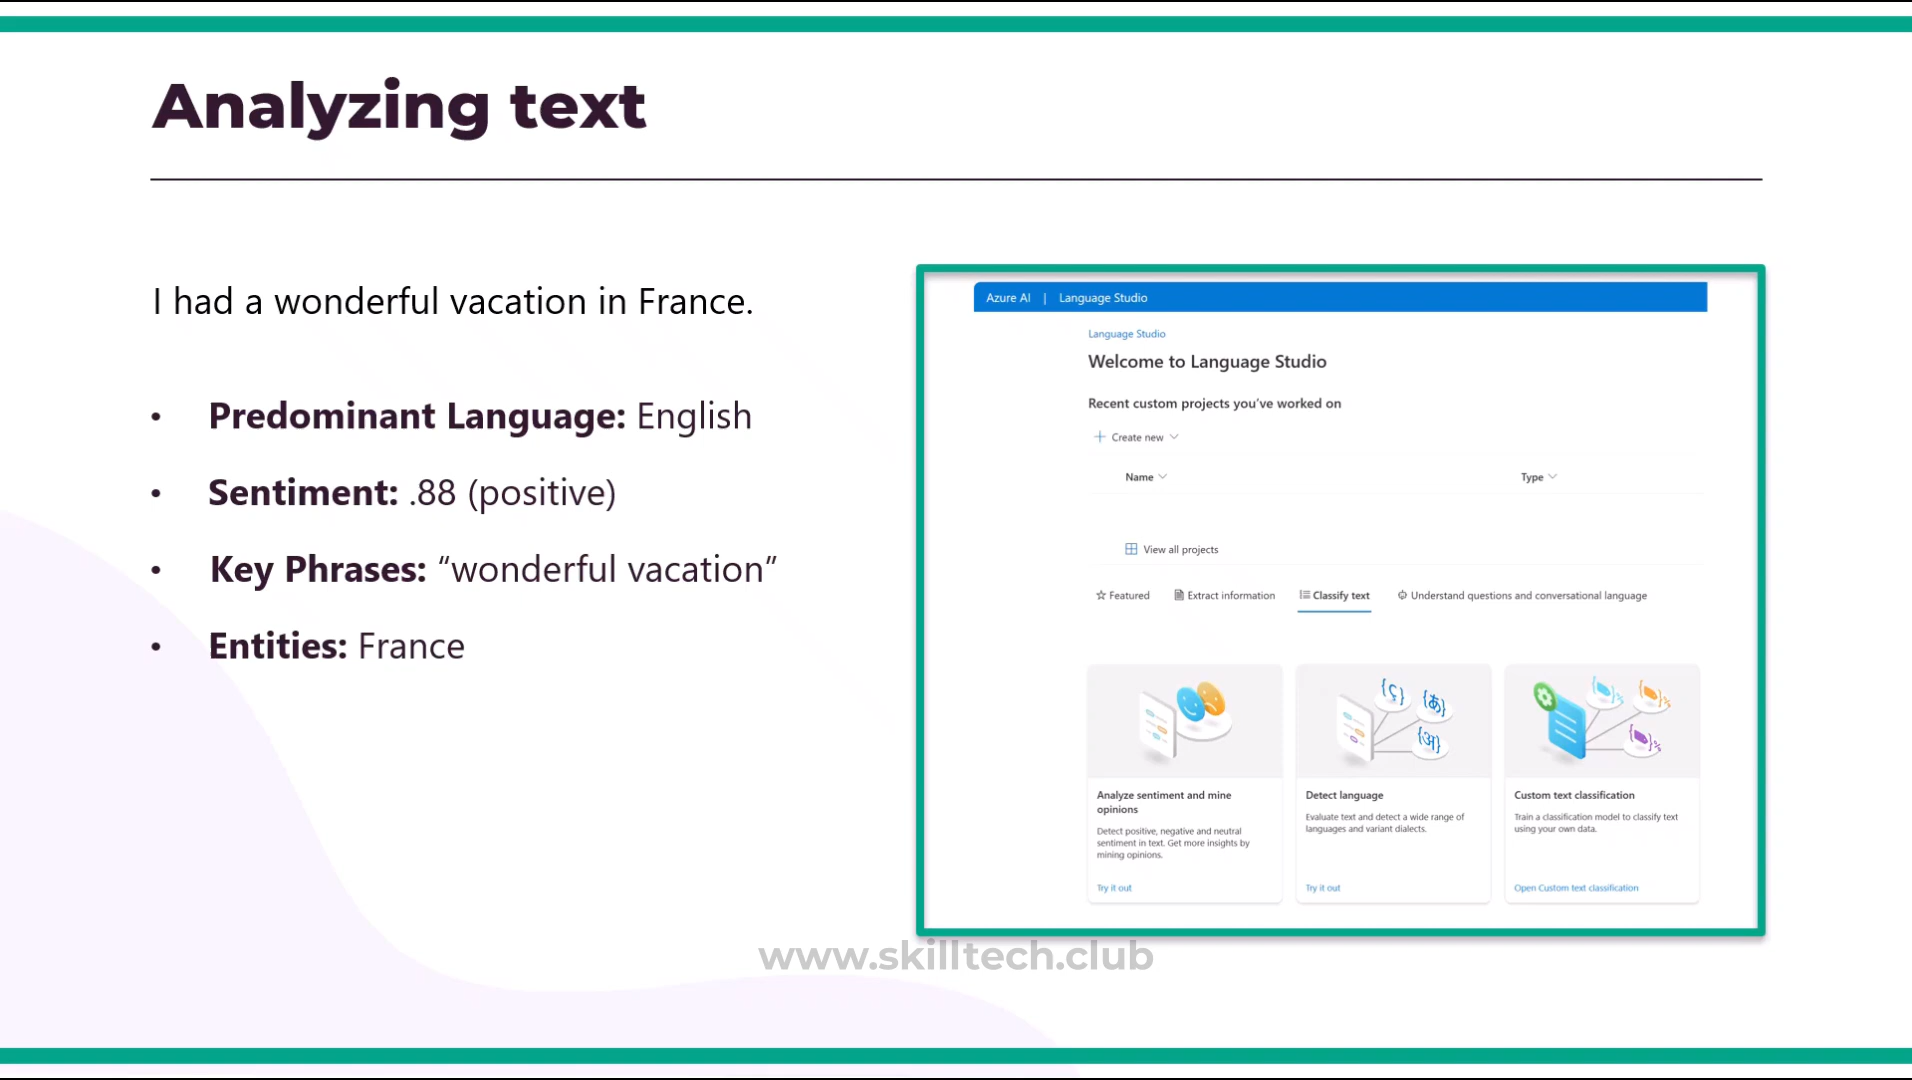 Analyzing text
I had a wonderful vacation in France.
• Predominant Language: English
• Sentiment: .88 (positive)
• Key Phrases: “wonderful vacation”
• Entities: France
Azure AI | Language Studio
Language Studio
Welcome to Language Studio
Recent custom projects you've worked on
+ Create new
Name Type
View all projects
Featured Extract information Classify text Understand questions and conversational language
{ç} {あ} {अ}
Analyze sentiment and mine
opinions
Detect positive, negative and neutral
sentiment in text. Get more insights by
mining opinions.
Try it out
Detect language
Evaluate text and detect a wide range of
languages and variant dialects.
Try it out
Custom text classification
Train a classification model to classify text
using your own data.
Open Custom text classification
www.skilltech.club